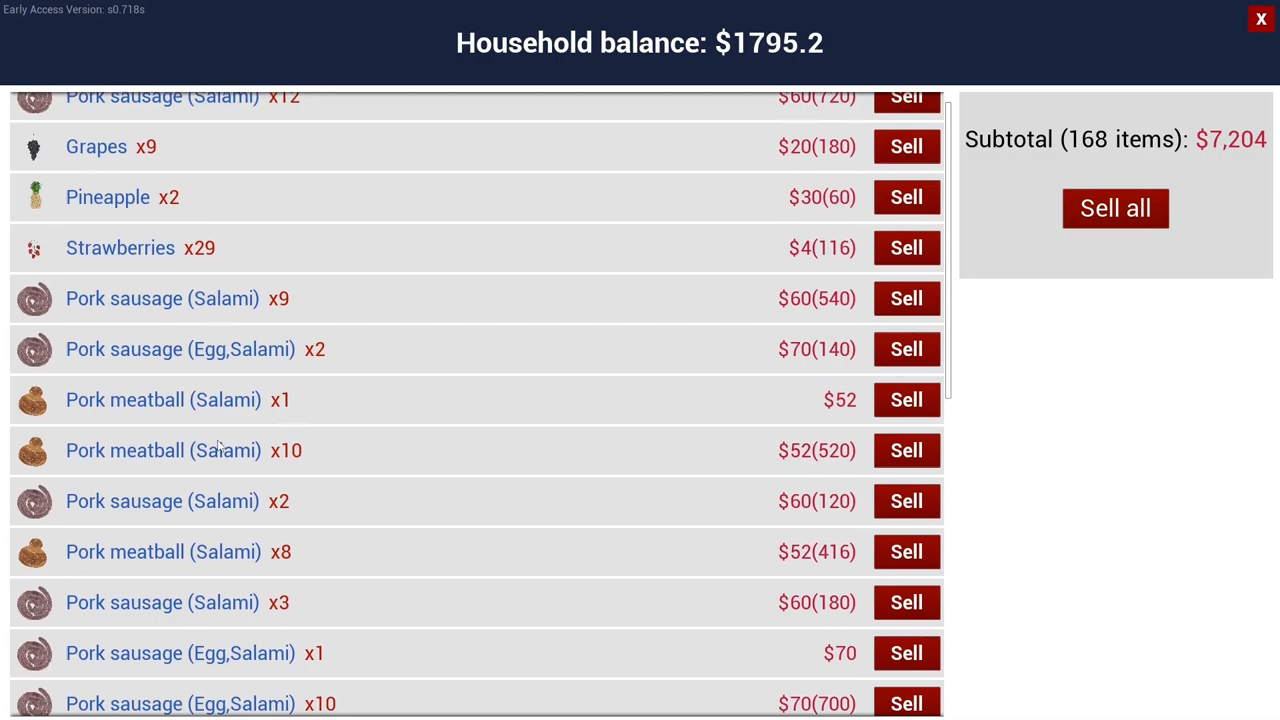 Early Access Version: s0.718s
X
Household balance: $1795.2
Pork sausage (Salami) x12 $60(720) Sell
Grapes x9 $20(180) Sell
Pineapple x2 $30(60) Sell
Strawberries x29 $4(116) Sell
Pork sausage (Salami) x9 $60(540) Sell
Pork sausage (Egg,Salami) x2 $70(140) Sell
Pork meatball (Salami) x1 $52 Sell
Pork meatball (Salami) x10 $52(520) Sell
Pork sausage (Salami) x2 $60(120) Sell
Pork meatball (Salami) x8 $52(416) Sell
Pork sausage (Salami) x3 $60(180) Sell
Pork sausage (Egg,Salami) x1 $70 Sell
Pork sausage (Egg,Salami) x10 $70(700) Sell
Subtotal (168 items): $7,204
Sell all